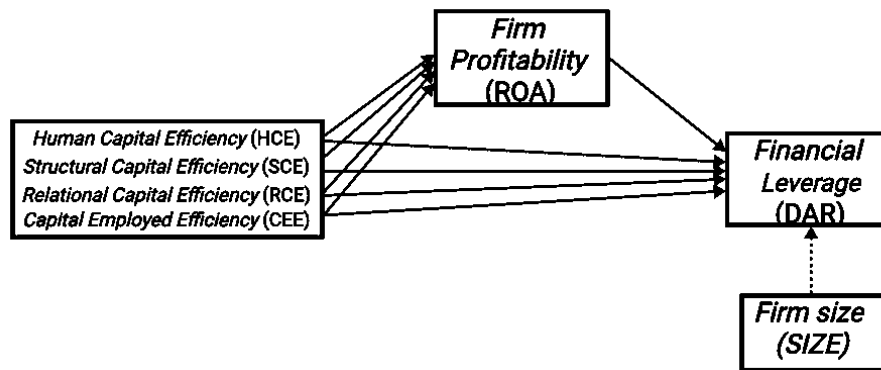 Firm
Profitability
(ROA)
Human Capital Efficiency (HCE)
Structural Capital Efficiency (SCE)
Relational Capital Efficiency (RCE)
Capital Employed Efficiency (CEE)
Financial
Leverage
(DAR)
Firm size
(SIZE)